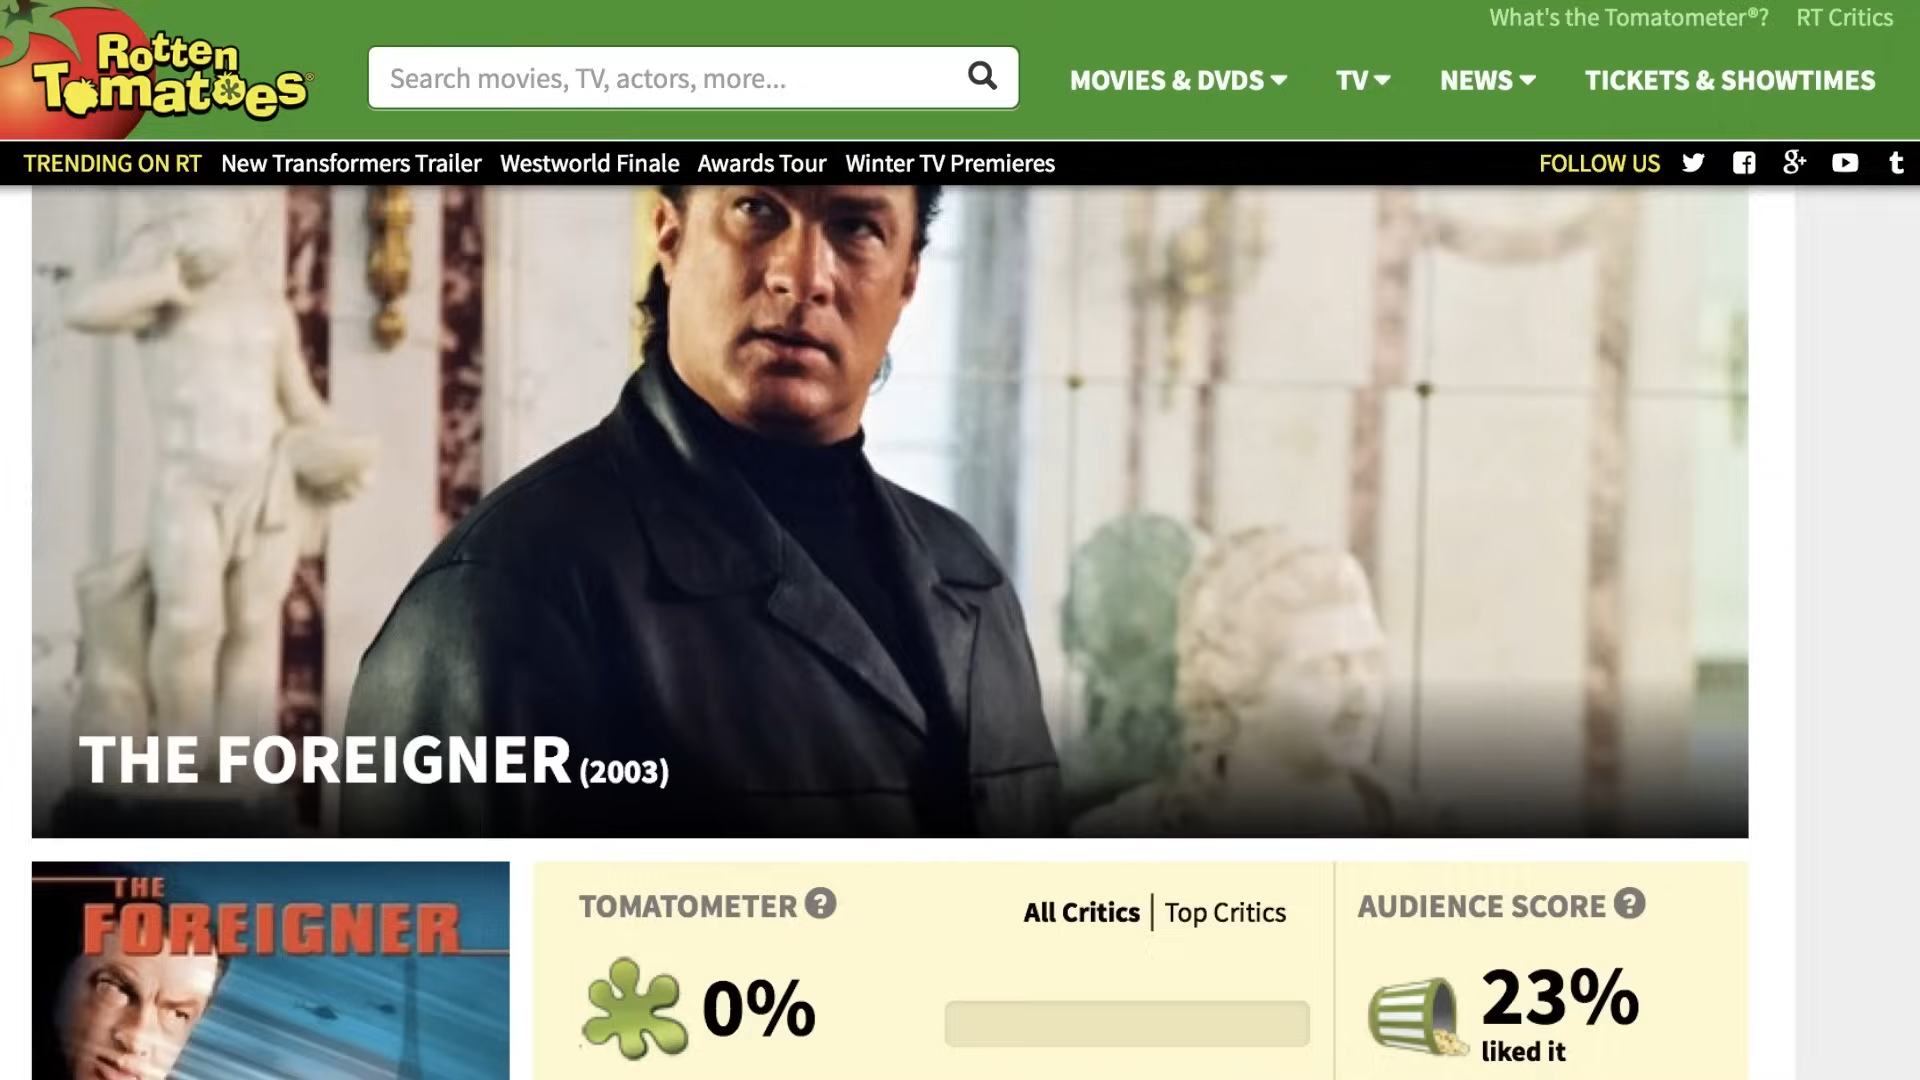 What's the Tomatometer®? RT Critics
Rotten
Tomatoes®
Search movies, TV, actors, more...
MOVIES & DVDS TV NEWS TICKETS & SHOWTIMES
TRENDING ON RT New Transformers Trailer Westworld Finale Awards Tour Winter TV Premieres FOLLOW US
THE FOREIGNER (2003)
THE
FOREIGNER
TOMATOMETER ?
All Critics | Top Critics
0%
AUDIENCE SCORE ?
23%
liked it